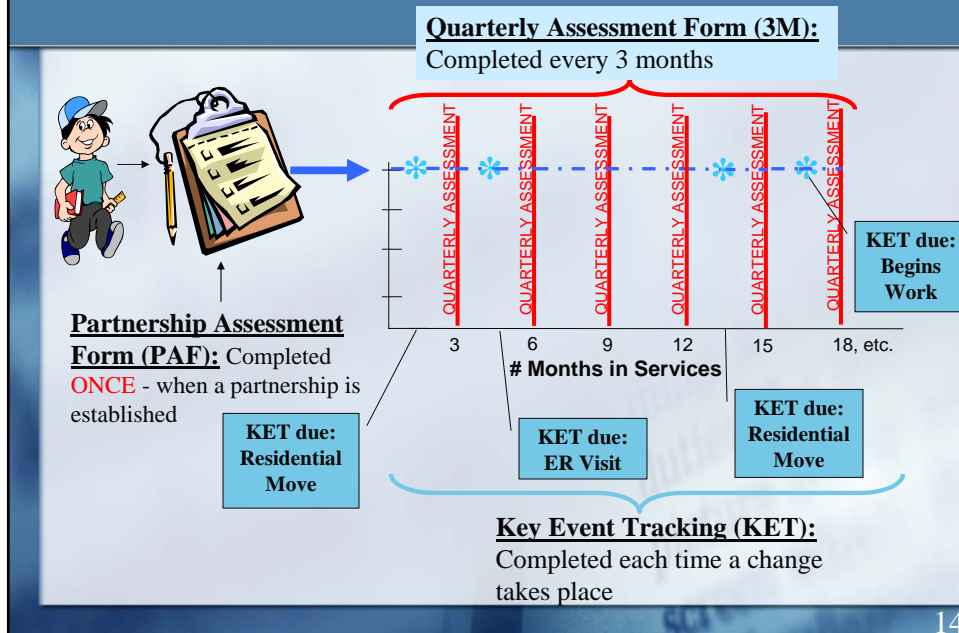 Quarterly Assessment Form (3M):
Completed every 3 months
QUARTERLY ASSESSMENT
QUARTERLY ASSESSMENT
QUARTERLY ASSESSMENT
QUARTERLY ASSESSMENT
QUARTERLY ASSESSMENT
QUARTERLY ASSESSMENT
KET due:
Begins
Work
Partnership Assessment
Form (PAF): Completed
ONCE - when a partnership is
established
3 6 9 12 15 18, etc.
# Months in Services
KET due:
Residential
Move
KET due:
ER Visit
KET due:
Residential
Move
Key Event Tracking (KET):
Completed each time a change
takes place
14